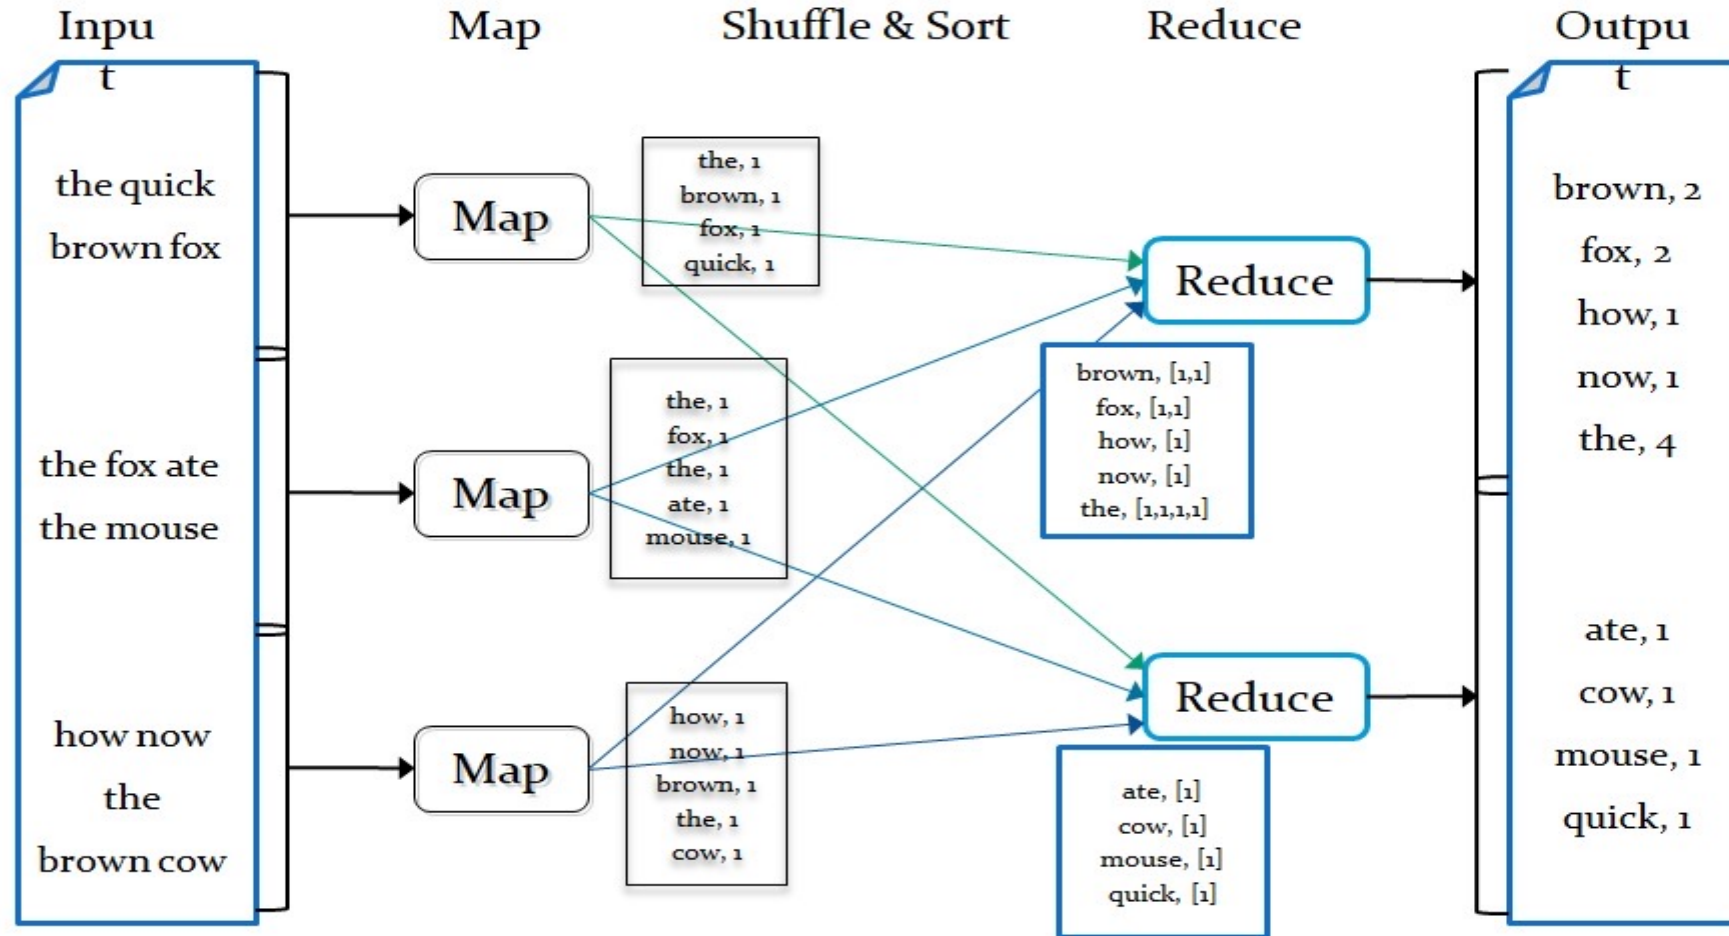 Inpu
t
Map
Shuffle & Sort
Reduce
Outpu
t
the quick
brown fox
the fox ate
the mouse
how now
the
brown cow
Map
Map
Map
the, 1
brown, 1
fox, 1
quick, 1
the, 1
fox, 1
the, 1
ate, 1
mouse, 1
how, 1
now, 1
brown, 1
the, 1
cow, 1
Reduce
brown, [1,1]
fox, [1,1]
how, [1]
now, [1]
the, [1,1,1,1]
Reduce
ate, [1]
cow, [1]
mouse, [1]
quick, [1]
brown, 2
fox, 2
how, 1
now, 1
the, 4
ate, 1
cow, 1
mouse, 1
quick, 1